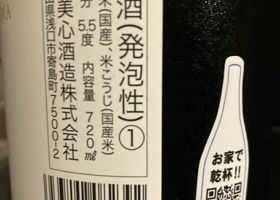 酒(発泡性)①
米(国産)、米こうじ(国産米)
分 5.5度 内容量 720㎖
美心酒造株式会社
山県浅口市寄島町7500-2
お家で
乾杯!!